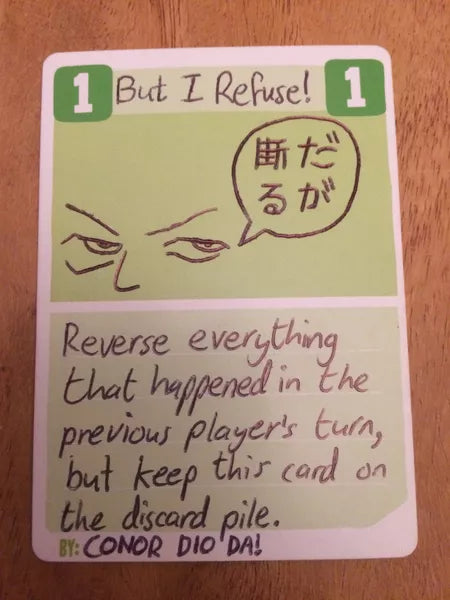 1 But I Refuse! 1
だが
断る
Reverse everything
that happened in the
previous player's turn,
but keep this card on
the discard pile.
BY: CONOR DIO DA!